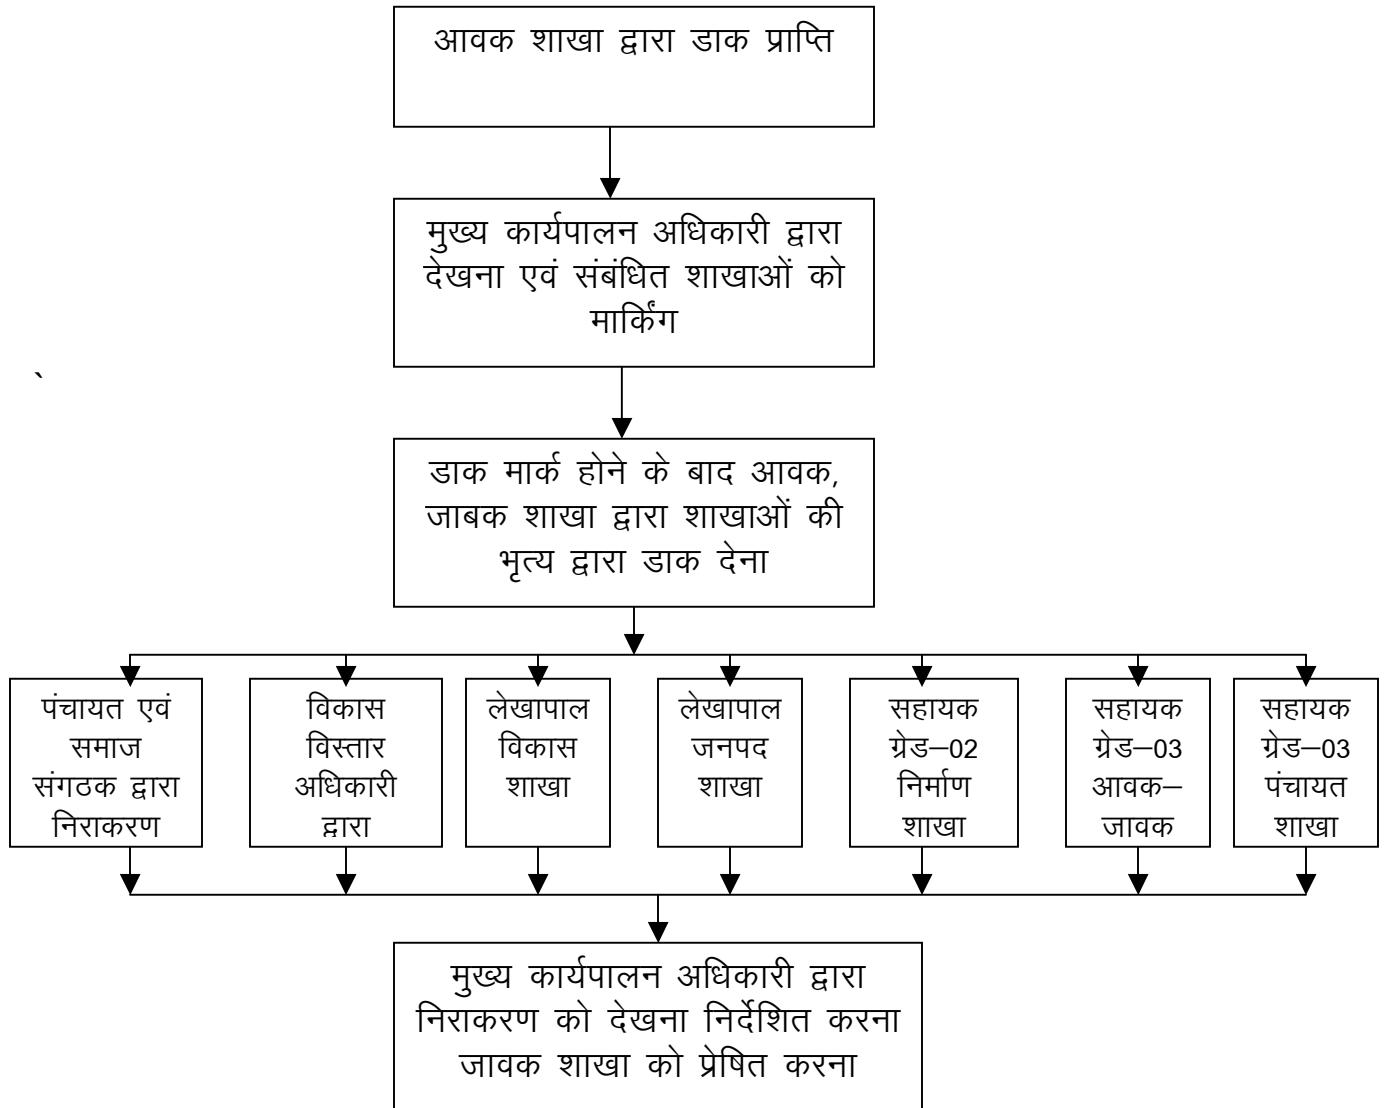 आवक शाखा द्वारा डाक प्राप्ति
मुख्य कार्यपालन अधिकारी द्वारा
देखना एवं संबंधित शाखाओं को
मार्किंग
`
डाक मार्क होने के बाद आवक,
जाबक शाखा द्वारा शाखाओं की
भृत्य द्वारा डाक देना
पंचायत एवं
समाज
संगठक द्वारा
निराकरण
विकास
विस्तार
अधिकारी
द्वारा
लेखापाल
विकास
शाखा
लेखापाल
जनपद
शाखा
सहायक
ग्रेड–02
निर्माण
शाखा
सहायक
ग्रेड–03
आवक–
जावक
सहायक
ग्रेड–03
पंचायत
शाखा
मुख्य कार्यपालन अधिकारी द्वारा
निराकरण को देखना निर्देशित करना
जावक शाखा को प्रेषित करना